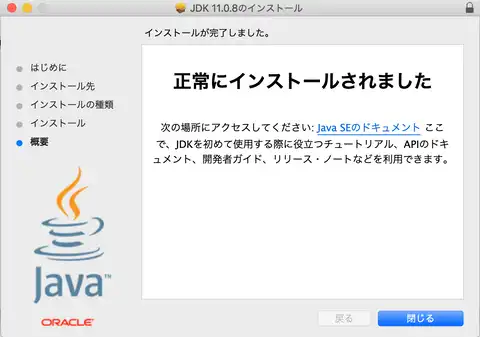 JDK 11.0.8のインストール
インストールが完了しました。
はじめに
インストール先
インストールの種類
インストール
概要
正常にインストールされました
次の場所にアクセスしてください: Java SEのドキュメント ここ
で、JDKを初めて使用する際に役立つチュートリアル、APIのドキ
ュメント、開発者ガイド、リリース・ノートなどを利用できます。
Java™
ORACLE
戻る
閉じる